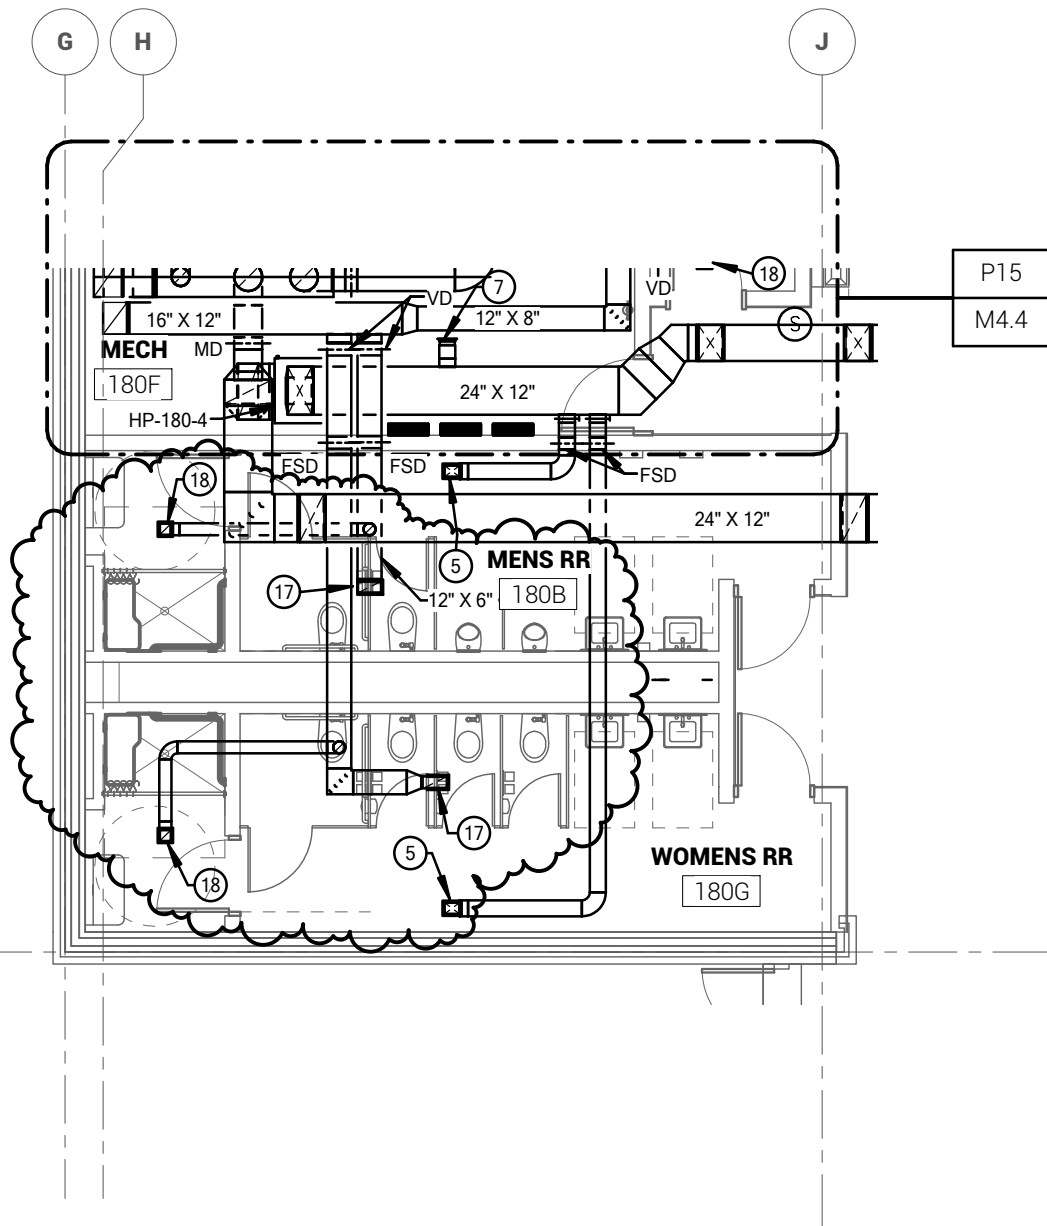 G
H
J
P15
M4.4
18
VD
7
VD
16" X 12"
12" X 8"
S
MECH
MD
180F
24" X 12"
HP-180-4
FSD
FSD
FSD
18
24" X 12"
5
MENS RR
17
12" X 6"
180B
17
5
WOMENS RR
18
180G